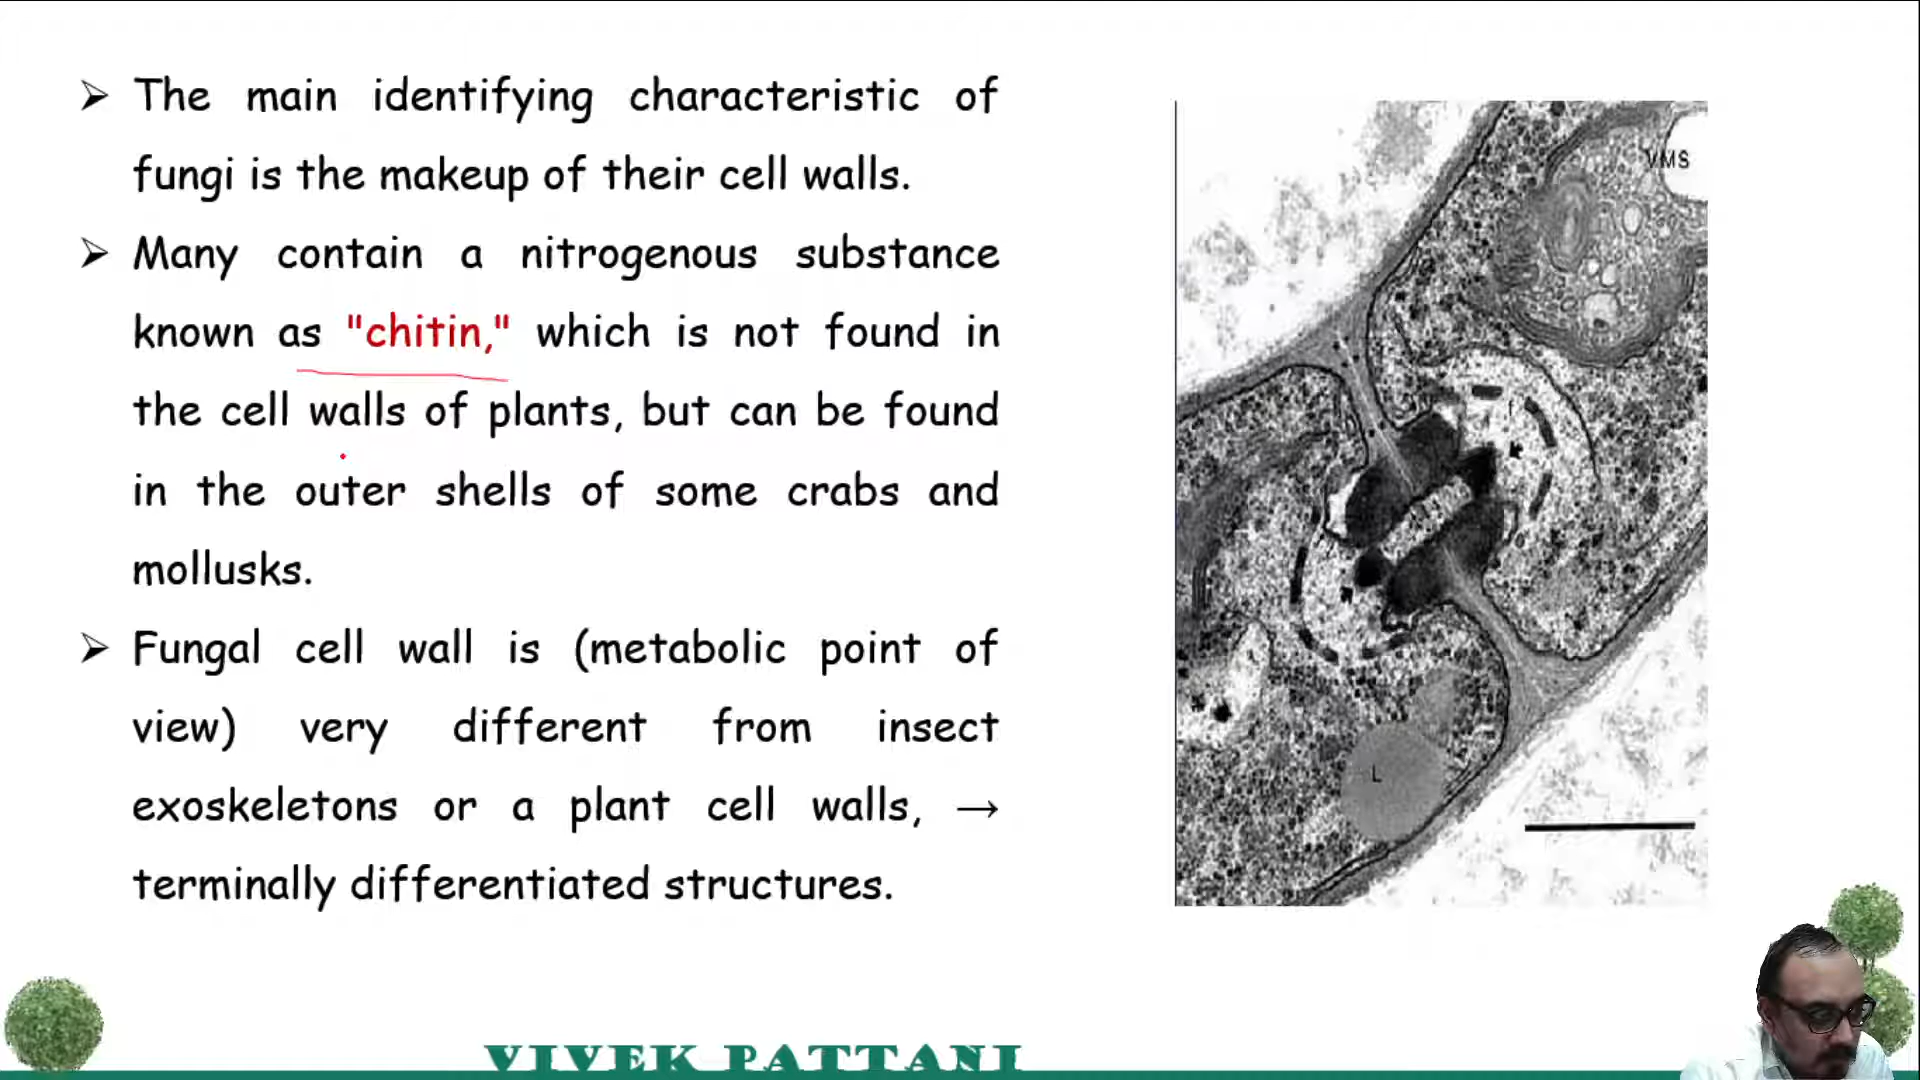 ➢ The main identifying characteristic of
fungi is the makeup of their cell walls.
➢ Many contain a nitrogenous substance
known as "chitin," which is not found in
the cell walls of plants, but can be found
in the outer shells of some crabs and
mollusks.
➢ Fungal cell wall is (metabolic point of
view) very different from insect
exoskeletons or a plant cell walls, →
terminally differentiated structures.
VMS
L
VIVEK PATTANI